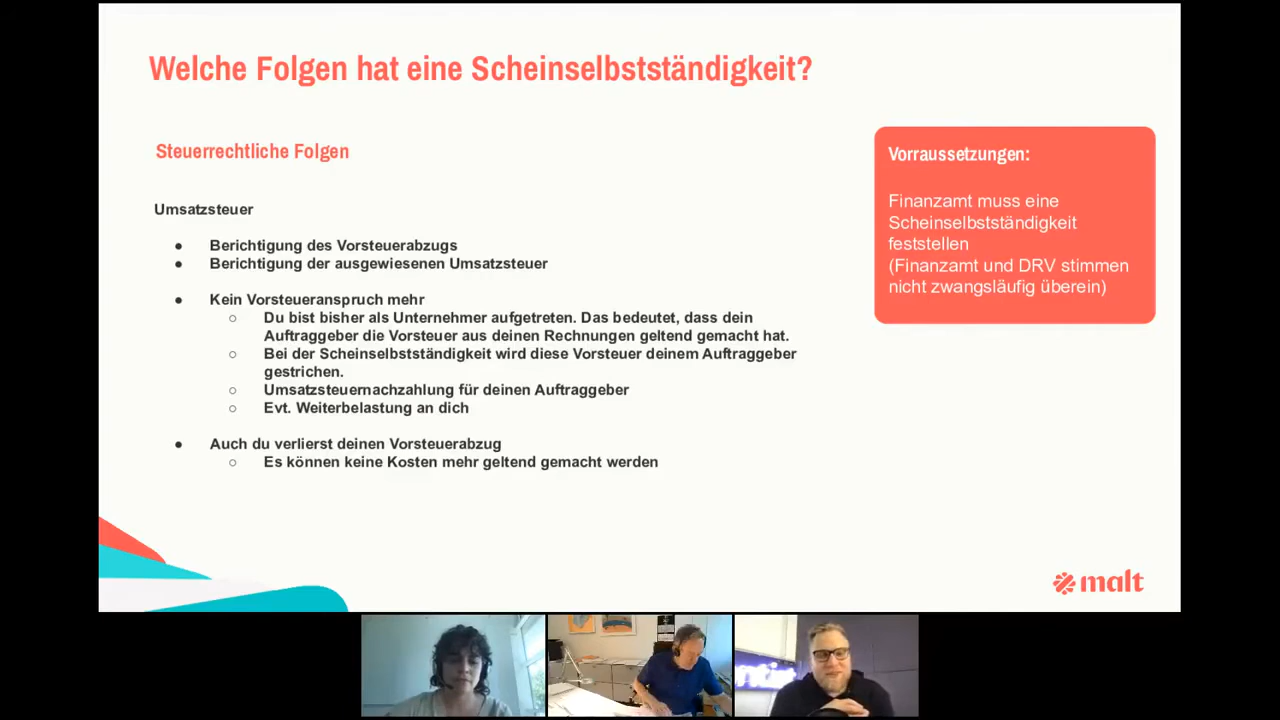 Welche Folgen hat eine Scheinselbstständigkeit?
Steuerrechtliche Folgen
Umsatzsteuer
● Berichtigung des Vorsteuerabzugs
● Berichtigung der ausgewiesenen Umsatzsteuer
● Kein Vorsteueranspruch mehr
○ Du bist bisher als Unternehmer aufgetreten. Das bedeutet, dass dein
Auftraggeber die Vorsteuer aus deinen Rechnungen geltend gemacht hat.
○ Bei der Scheinselbstständigkeit wird diese Vorsteuer deinem Auftraggeber
gestrichen.
○ Umsatzsteuernachzahlung für deinen Auftraggeber
○ Evt. Weiterbelastung an dich
● Auch du verlierst deinen Vorsteuerabzug
○ Es können keine Kosten mehr geltend gemacht werden
Vorraussetzungen:
Finanzamt muss eine
Scheinselbstständigkeit
feststellen
(Finanzamt und DRV stimmen
nicht zwangsläufig überein)
malt